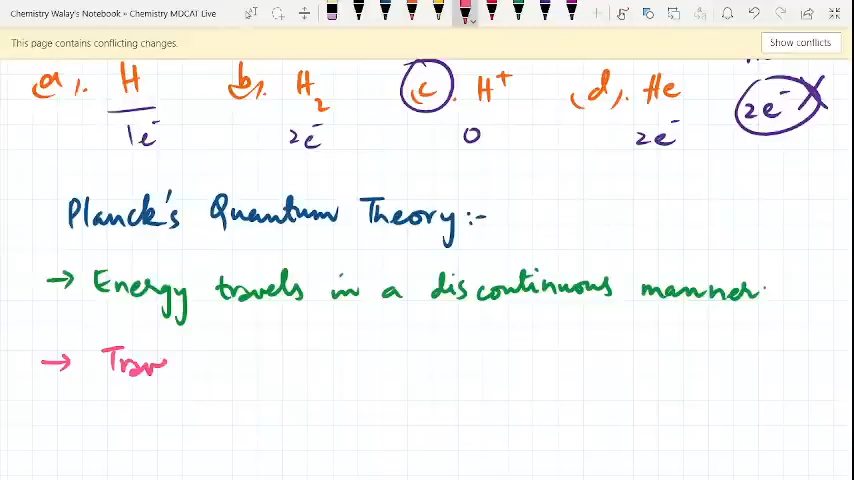 Chemistry Walay's Notebook » Chemistry MDCAT Live
This page contains conflicting changes.
Show conflicts
(a). H (b). H2 (c). H+ (d). He 2e-
1e- 2e- 0 2e-
Planck's Quantum Theory:-
→ Energy travels in a discontinuous manner.
→ Trav